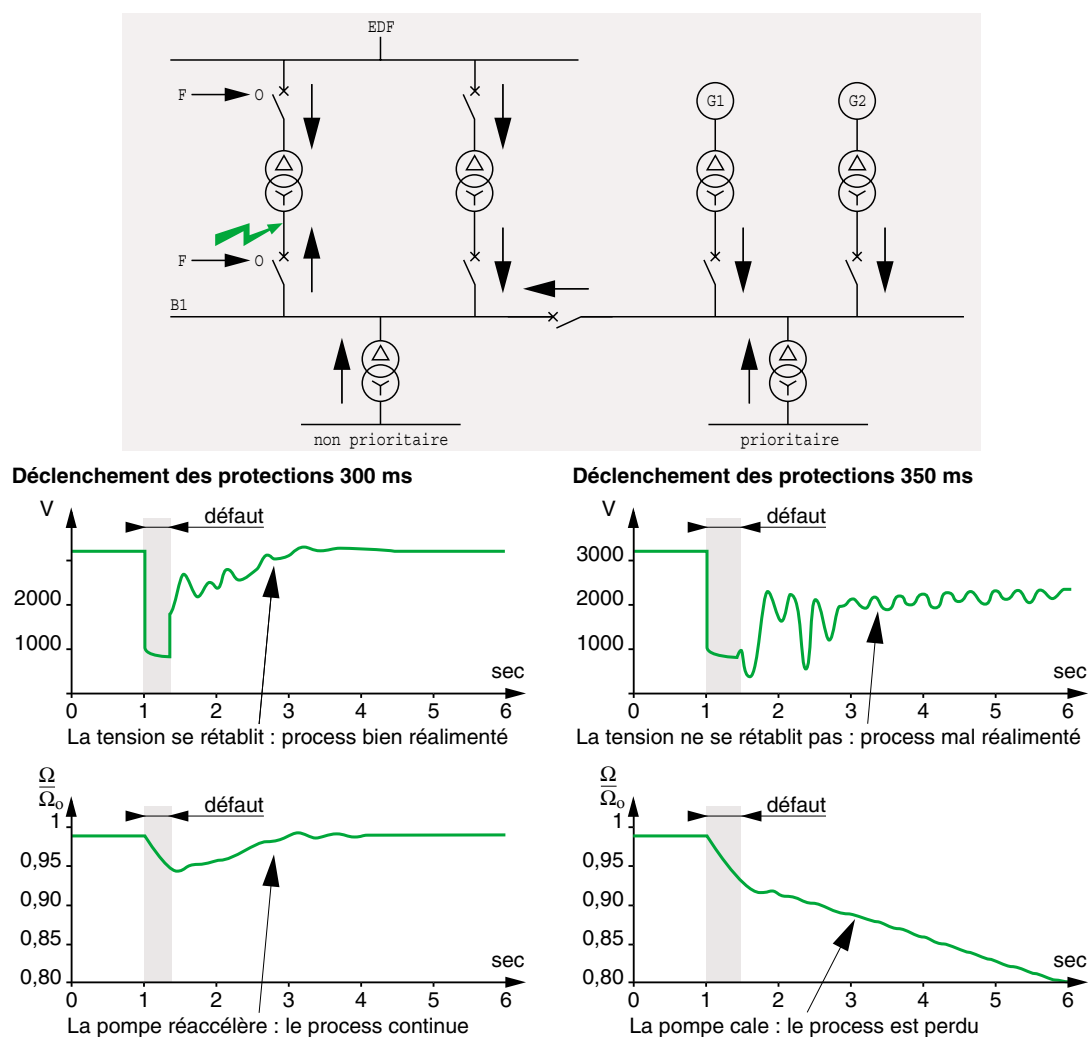 EDF
F
O
G1
G2
F
O
B1
non prioritaire
prioritaire
Déclenchement des protections 300 ms
V
défaut
2000
1000
sec
0 1 2 3 4 5 6
La tension se rétablit : process bien réalimenté
Déclenchement des protections 350 ms
V
défaut
3000
2000
1000
sec
0 1 2 3 4 5 6
La tension ne se rétablit pas : process mal réalimenté
Ω
Ωo
défaut
1
0,95
0,90
0,85
0,80
sec
0 1 2 3 4 5 6
La pompe réaccélère : le process continue
Ω
Ωo
défaut
1
0,95
0,90
0,85
0,80
sec
0 1 2 3 4 5 6
La pompe cale : le process est perdu